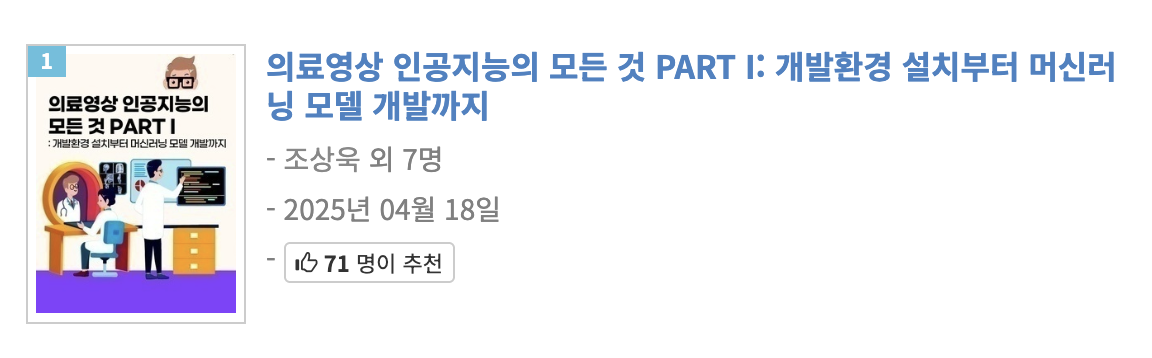 1
의료영상 인공지능의
모든 것 PART I
: 개발환경 설치부터 머신러닝 모델 개발까지
의료영상 인공지능의 모든 것 PART I: 개발환경 설치부터 머신러
닝 모델 개발까지
- 조상욱 외 7명
- 2025년 04월 18일
- 71 명이 추천